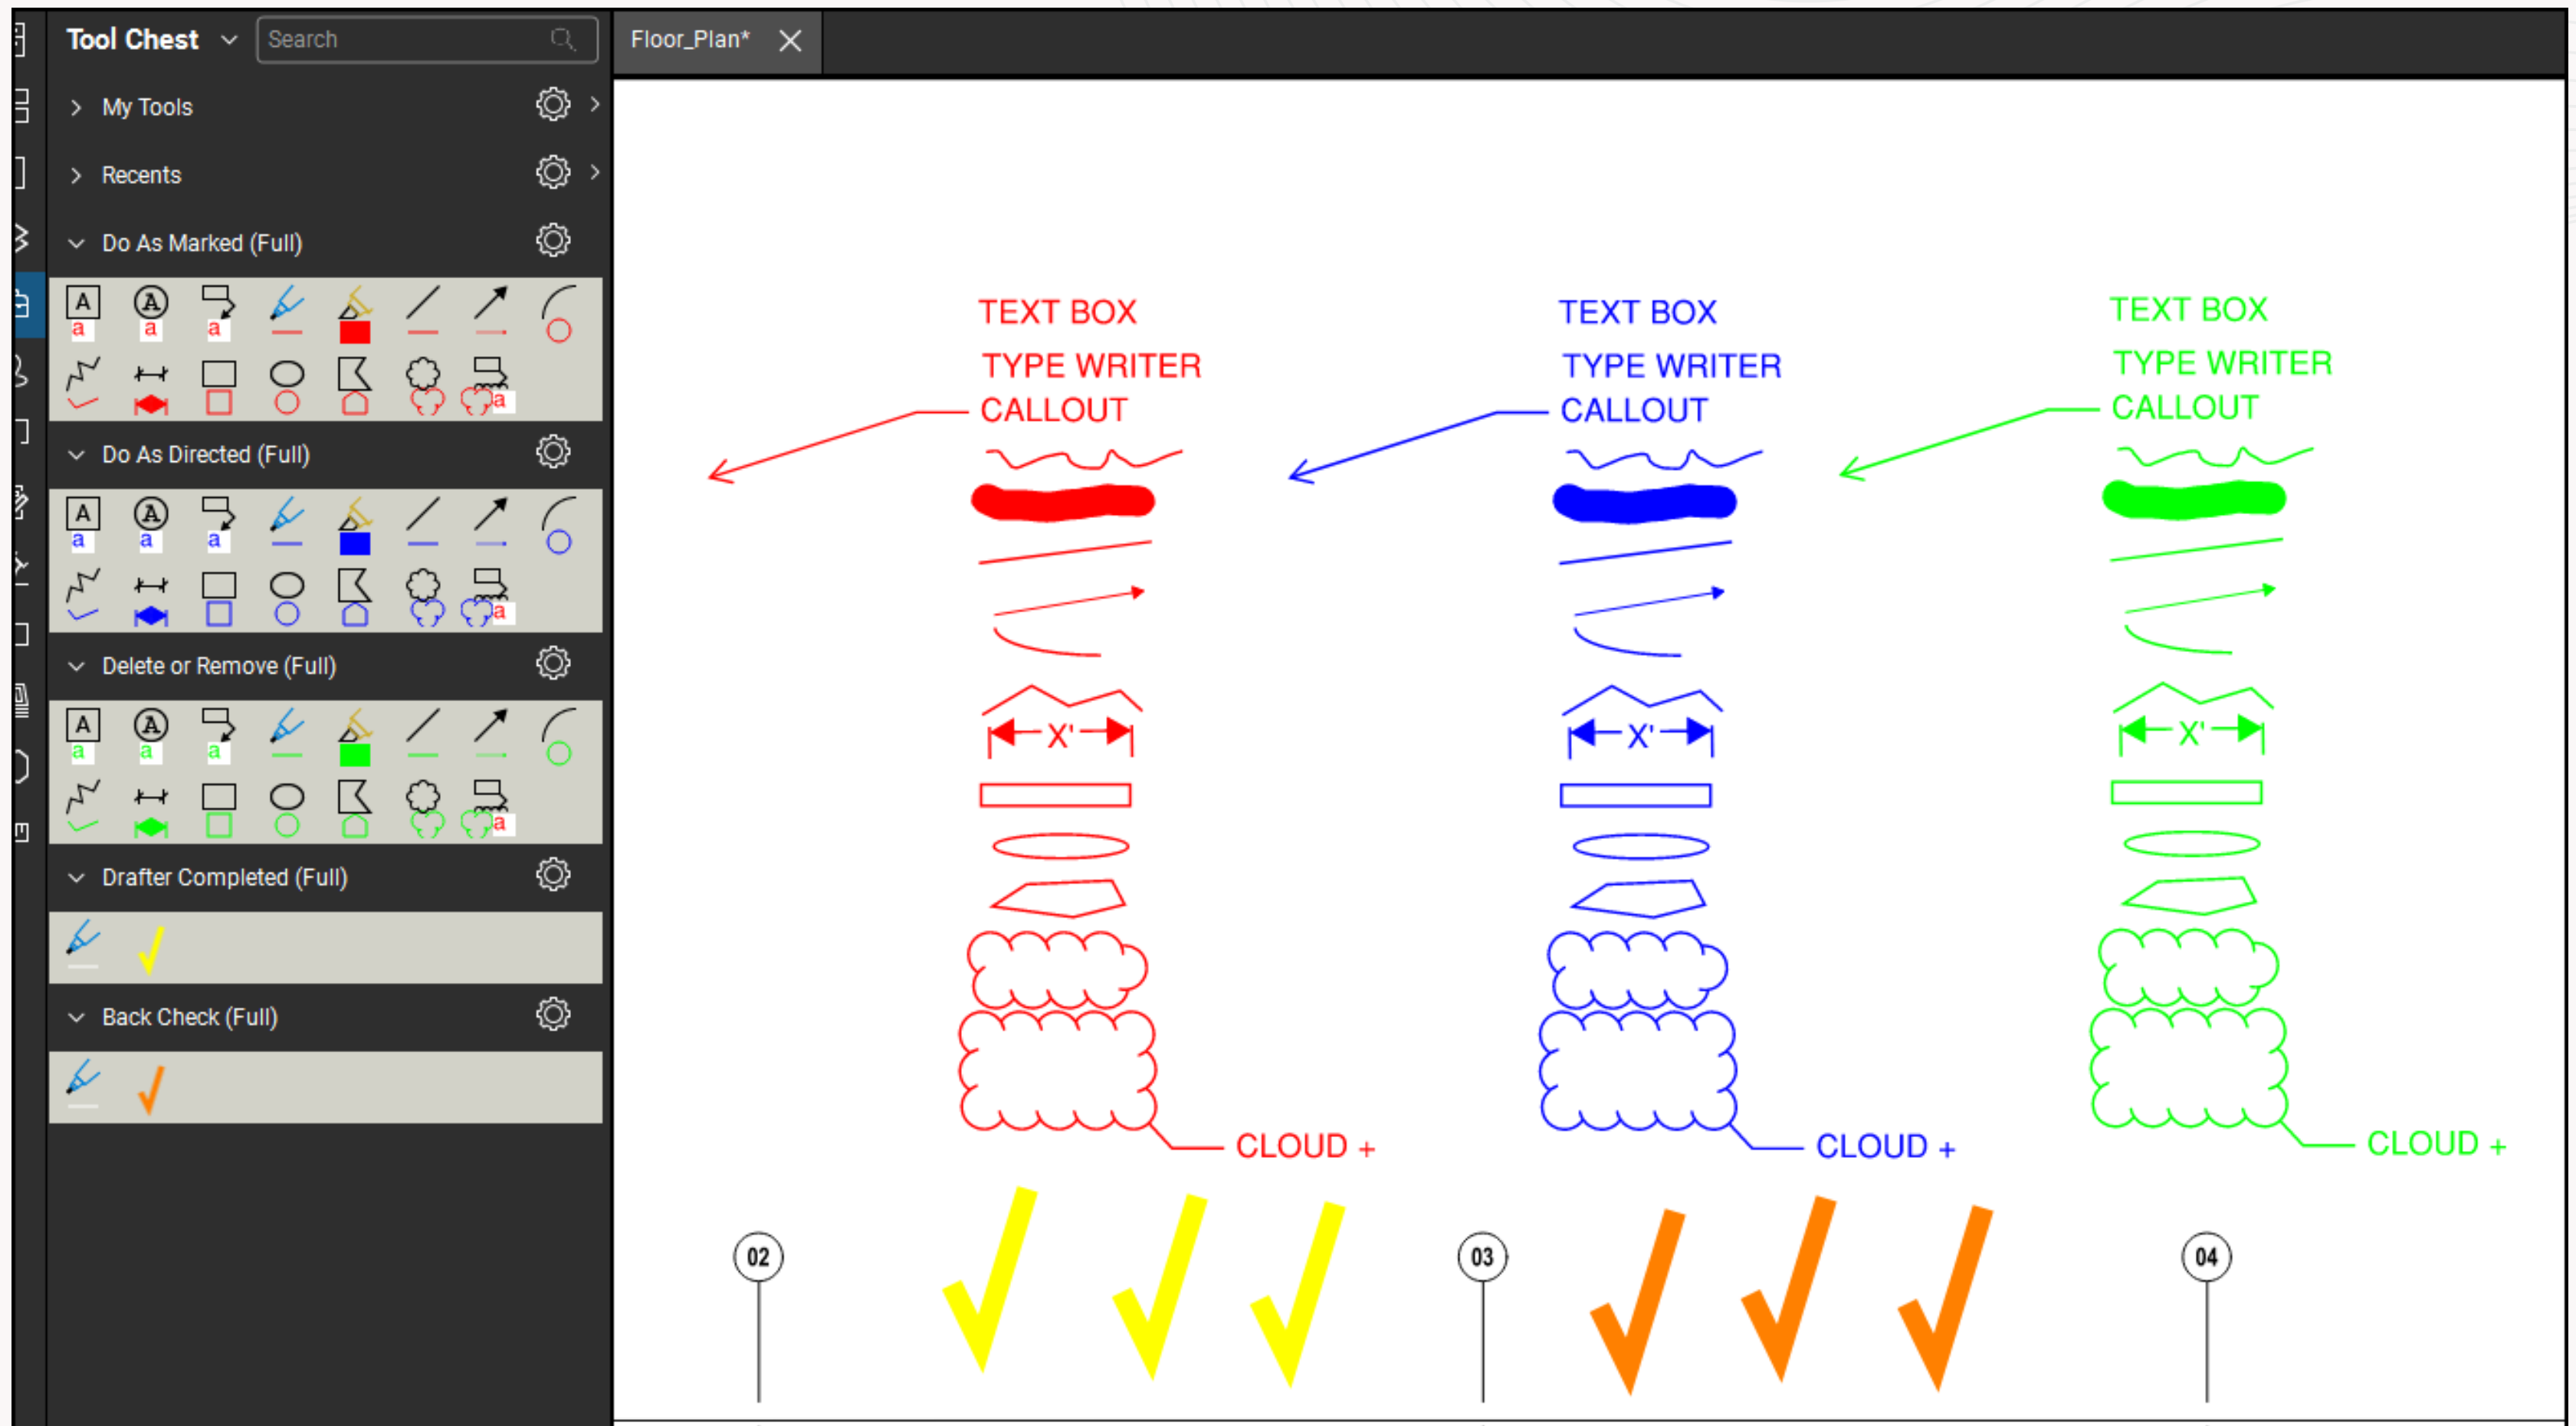 Tool Chest
Search
Floor_Plan*
My Tools
Recents
Do As Marked (Full)
A A
a a a
a
Do As Directed (Full)
A A
a a a
a
Delete or Remove (Full)
A A
a a a
a
Drafter Completed (Full)
Back Check (Full)
TEXT BOX
TYPE WRITER
CALLOUT
X'
CLOUD +
TEXT BOX
TYPE WRITER
CALLOUT
X'
CLOUD +
TEXT BOX
TYPE WRITER
CALLOUT
X'
CLOUD +
02
03
04